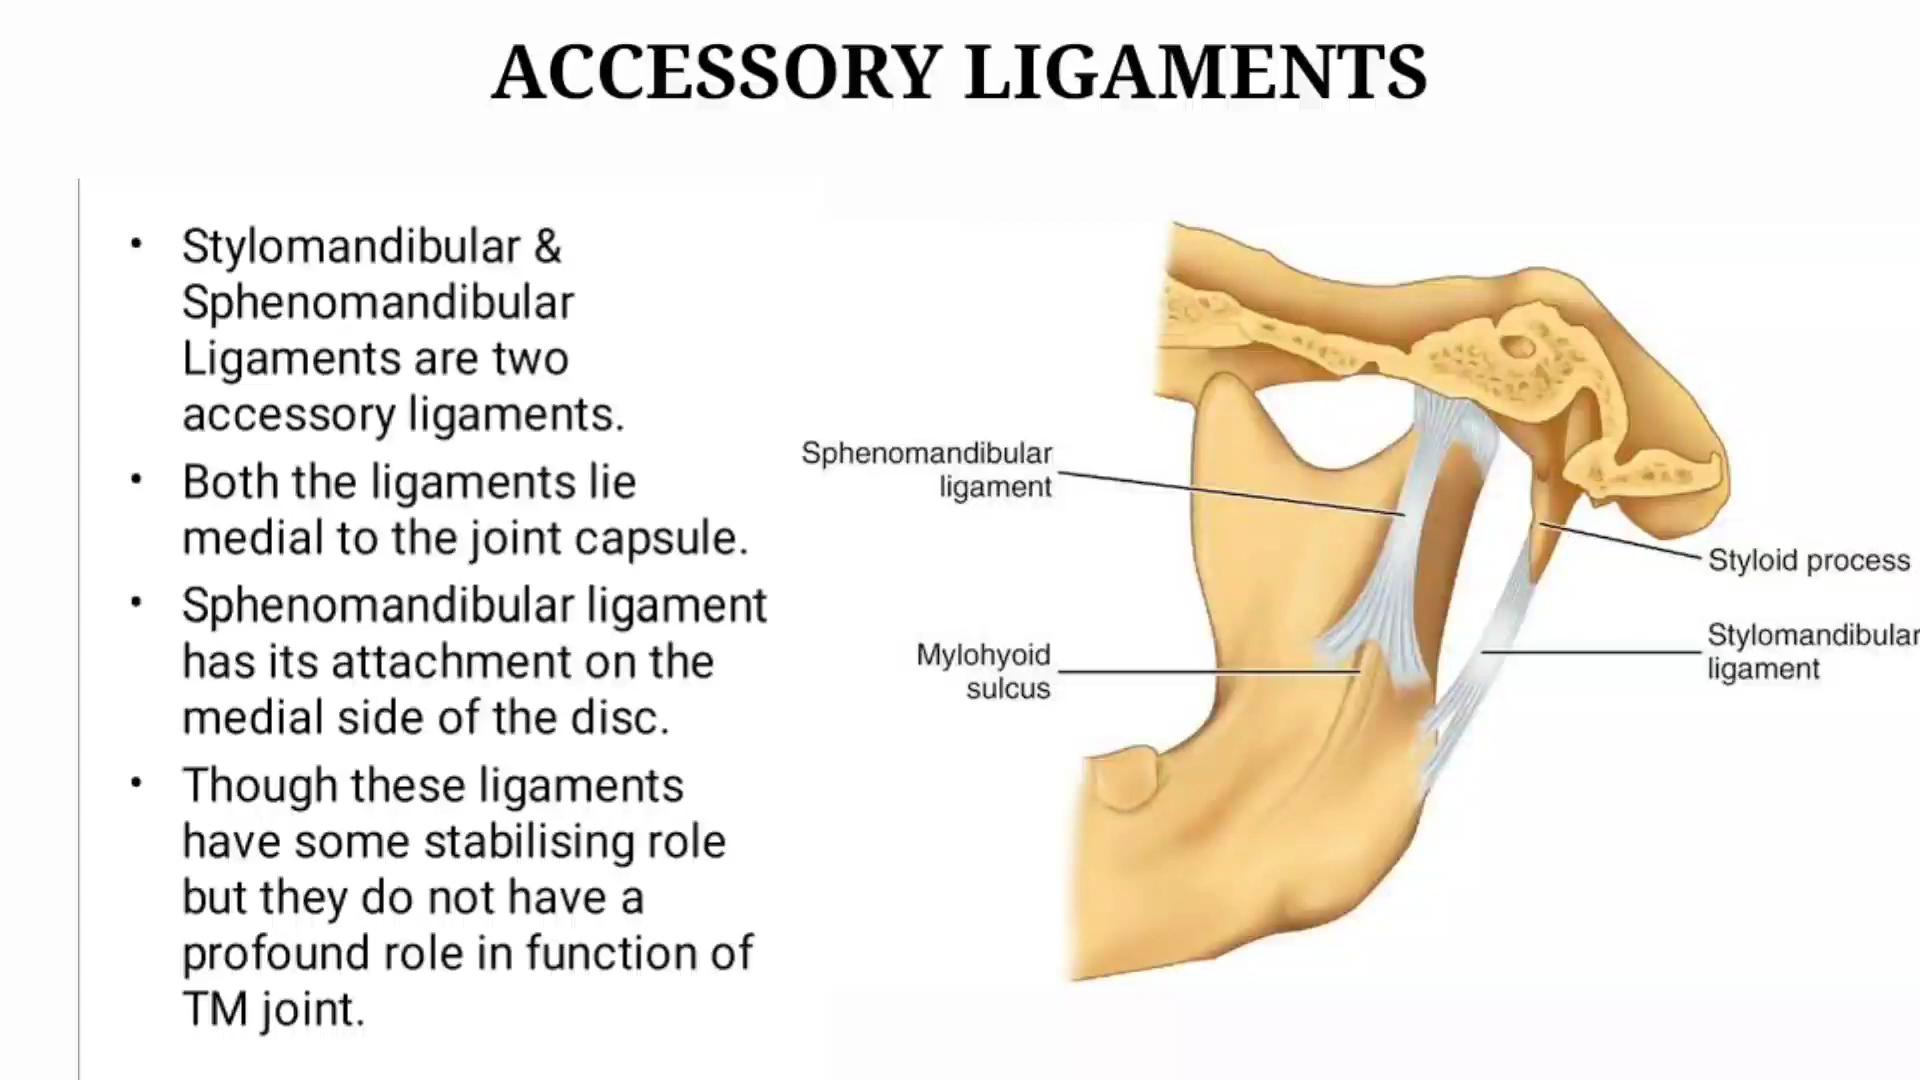 ACCESSORY LIGAMENTS
• Stylomandibular &
Sphenomandibular
Ligaments are two
accessory ligaments.
• Both the ligaments lie
medial to the joint capsule.
• Sphenomandibular ligament
has its attachment on the
medial side of the disc.
• Though these ligaments
have some stabilising role
but they do not have a
profound role in function of
TM joint.
Sphenomandibular
ligament
Mylohyoid
sulcus
Styloid process
Stylomandibular
ligament